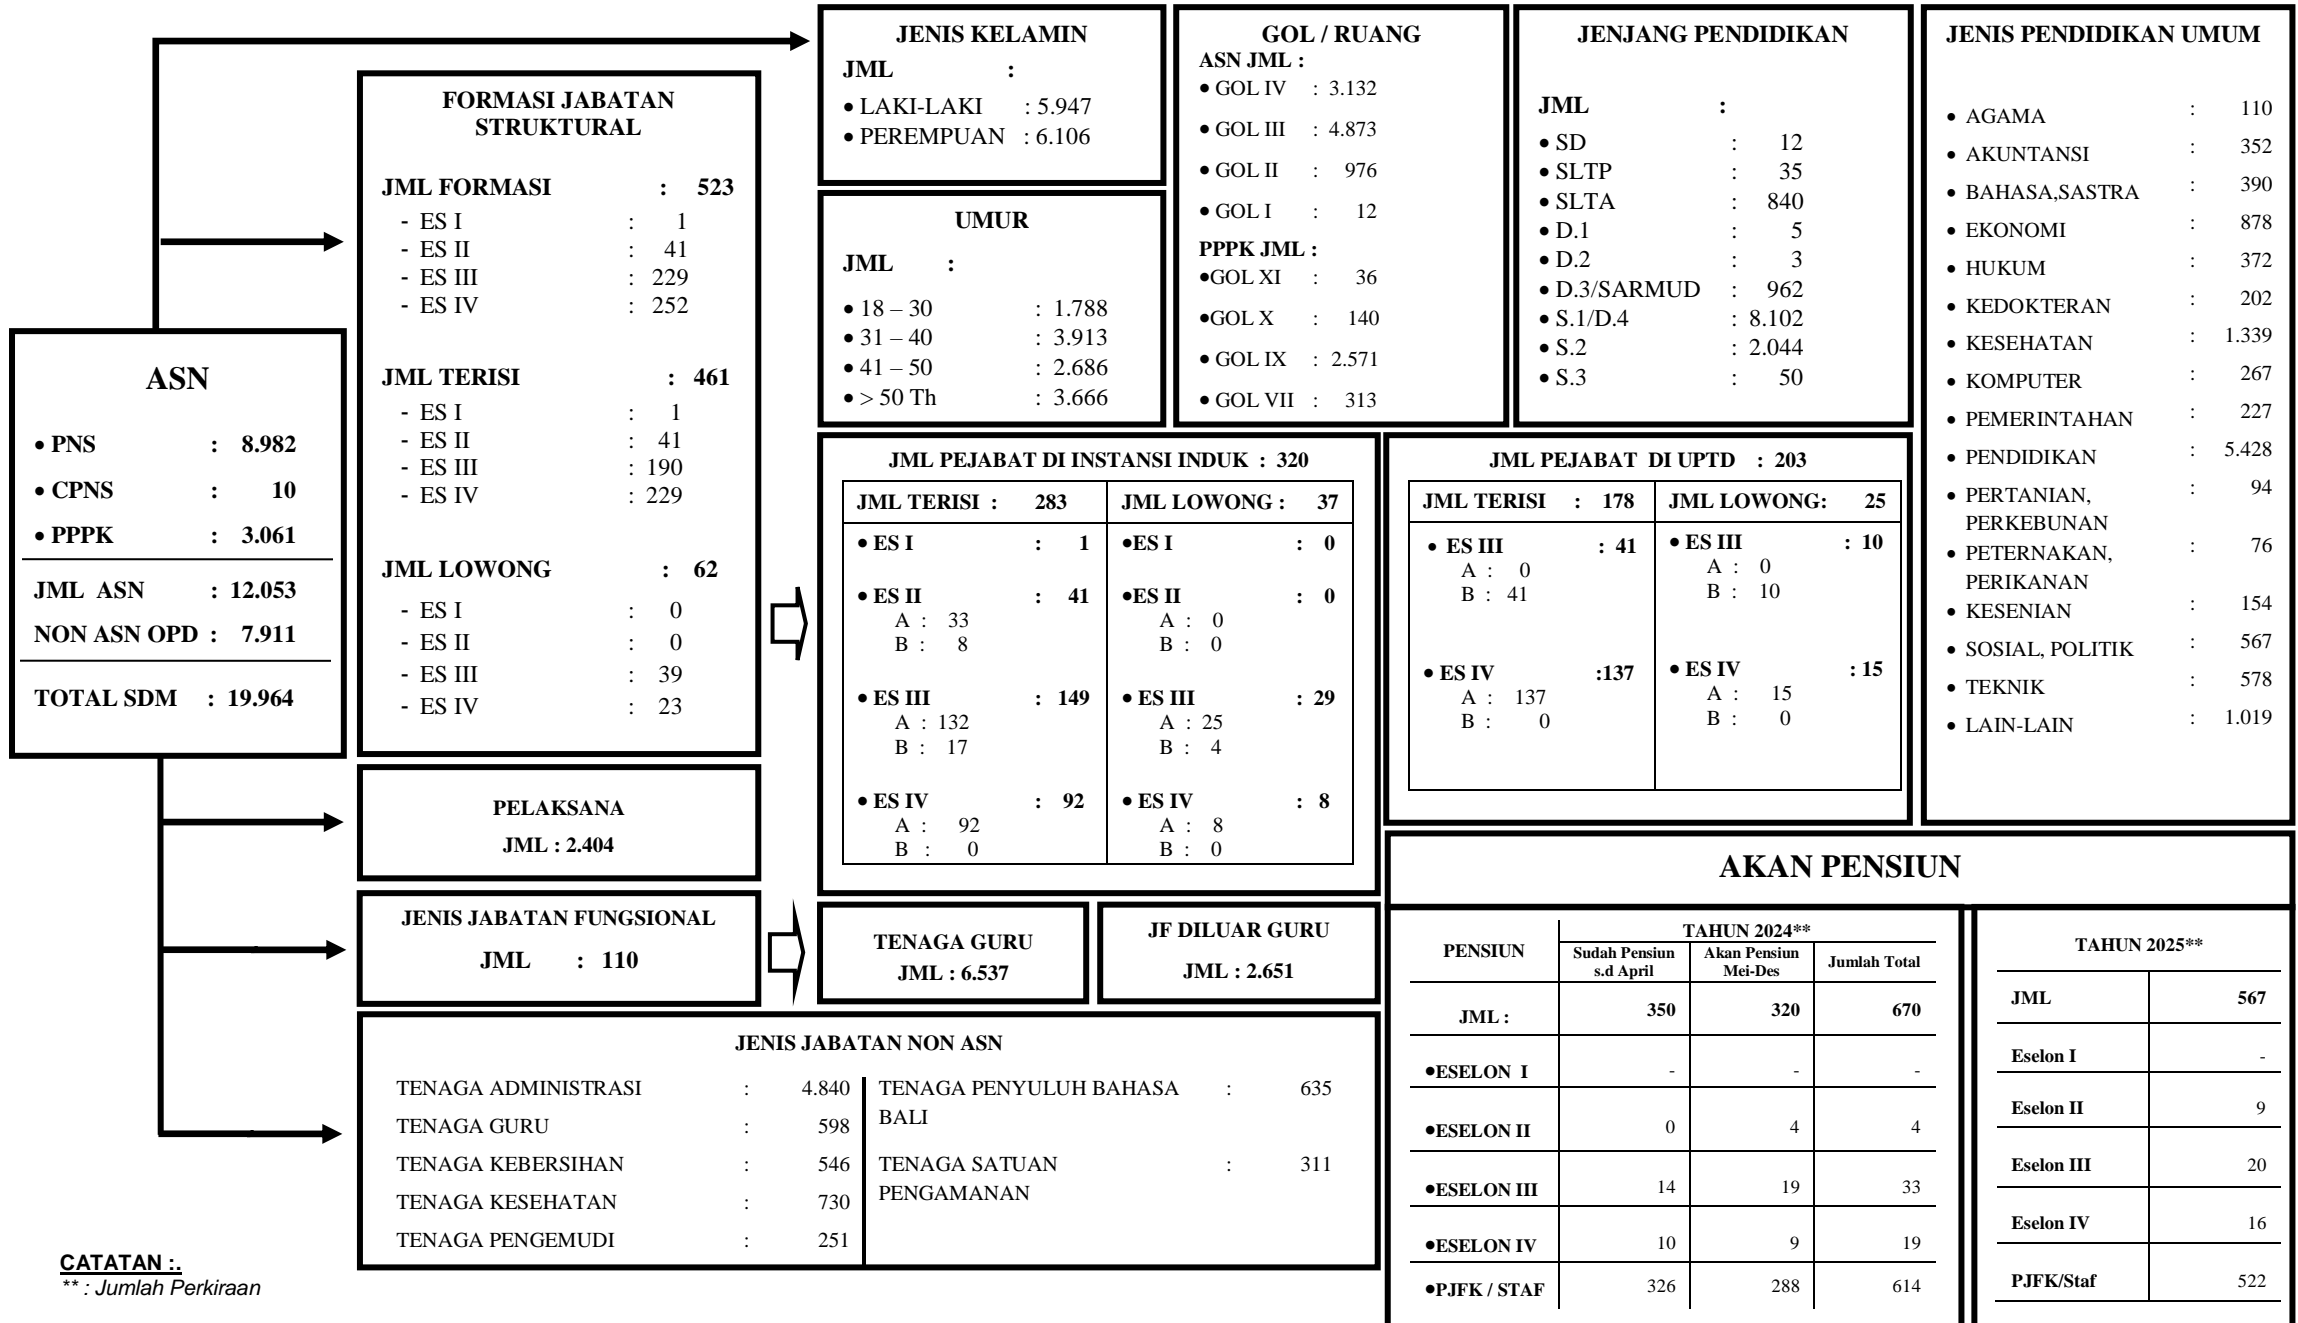 ASN
• PNS : 8.982
• CPNS : 10
• PPPK : 3.061
JML ASN : 12.053
NON ASN OPD : 7.911
TOTAL SDM : 19.964
FORMASI JABATAN
STRUKTURAL
JML FORMASI : 523
- ES I : 1
- ES II : 41
- ES III : 229
- ES IV : 252
JML TERISI : 461
- ES I : 1
- ES II : 41
- ES III : 190
- ES IV : 229
JML LOWONG : 62
- ES I : 0
- ES II : 0
- ES III : 39
- ES IV : 23
PELAKSANA
JML : 2.404
JENIS JABATAN FUNGSIONAL
JML : 110
JENIS KELAMIN
JML :
• LAKI-LAKI : 5.947
• PEREMPUAN : 6.106
UMUR
JML :
• 18 – 30 : 1.788
• 31 – 40 : 3.913
• 41 – 50 : 2.686
• > 50 Th : 3.666
GOL / RUANG
ASN JML :
• GOL IV : 3.132
• GOL III : 4.873
• GOL II : 976
• GOL I : 12
PPPK JML :
•GOL XI : 36
•GOL X : 140
• GOL IX : 2.571
• GOL VII : 313
JENJANG PENDIDIKAN
JML :
• SD : 12
• SLTP : 35
• SLTA : 840
• D.1 : 5
• D.2 : 3
• D.3/SARMUD : 962
• S.1/D.4 : 8.102
• S.2 : 2.044
• S.3 : 50
JENIS PENDIDIKAN UMUM
• AGAMA : 110
• AKUNTANSI : 352
• BAHASA,SASTRA : 390
• EKONOMI : 878
• HUKUM : 372
• KEDOKTERAN : 202
• KESEHATAN : 1.339
• KOMPUTER : 267
• PEMERINTAHAN : 227
• PENDIDIKAN : 5.428
• PERTANIAN, : 94
PERKEBUNAN
• PETERNAKAN, : 76
PERIKANAN
• KESENIAN : 154
• SOSIAL, POLITIK : 567
• TEKNIK : 578
• LAIN-LAIN : 1.019
JML PEJABAT DI INSTANSI INDUK : 320
JML TERISI : 283
• ES I : 1
• ES II : 41
A : 33
B : 8
• ES III : 149
A : 132
B : 17
• ES IV : 92
A : 92
B : 0
JML LOWONG : 37
•ES I : 0
•ES II : 0
A : 0
B : 0
• ES III : 29
A : 25
B : 4
• ES IV : 8
A : 8
B : 0
JML PEJABAT DI UPTD : 203
JML TERISI : 178
• ES III : 41
A : 0
B : 41
• ES IV :137
A : 137
B : 0
JML LOWONG: 25
• ES III : 10
A : 0
B : 10
• ES IV : 15
A : 15
B : 0
TENAGA GURU
JML : 6.537
JF DILUAR GURU
JML : 2.651
JENIS JABATAN NON ASN
TENAGA ADMINISTRASI : 4.840
TENAGA GURU : 598
TENAGA KEBERSIHAN : 546
TENAGA KESEHATAN : 730
TENAGA PENGEMUDI : 251
TENAGA PENYULUH BAHASA : 635
BALI
TENAGA SATUAN : 311
PENGAMANAN
AKAN PENSIUN
PENSIUN TAHUN 2024**
Sudah Pensiun s.d April Akan Pensiun Mei-Des Jumlah Total
JML : 350 320 670
•ESELON I - - -
•ESELON II 0 4 4
•ESELON III 14 19 33
•ESELON IV 10 9 19
•PJFK / STAF 326 288 614
TAHUN 2025**
JML 567
Eselon I -
Eselon II 9
Eselon III 20
Eselon IV 16
PJFK/Staf 522
CATATAN :.
** : Jumlah Perkiraan